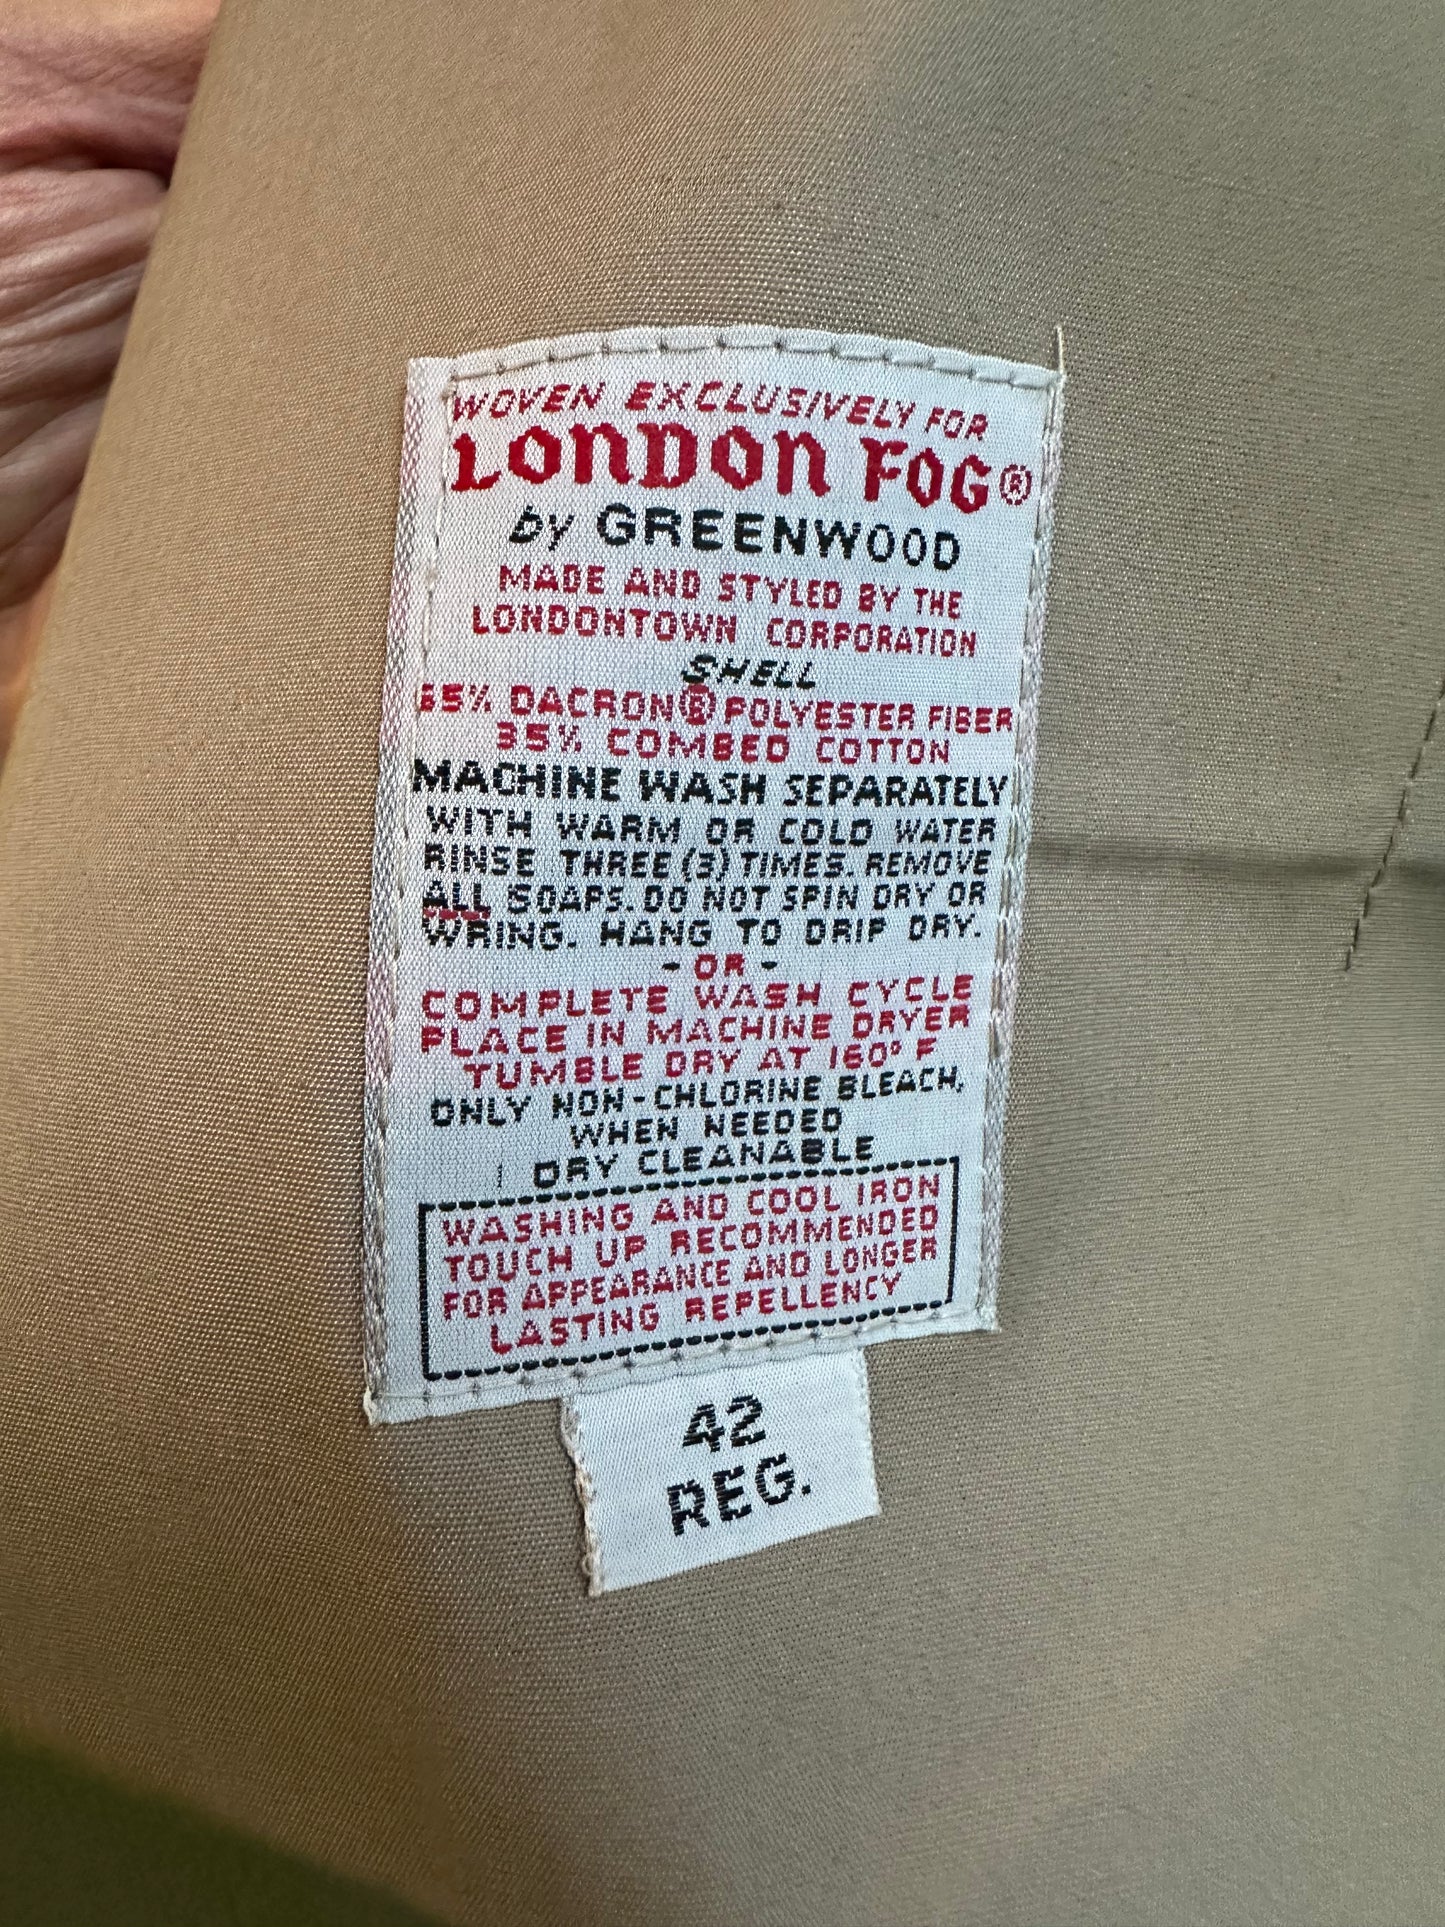 WOVEN EXCLUSIVELY FOR
LONDON FOG®
by GREENWOOD
MADE AND STYLED BY THE
LONDONTOWN CORPORATION
SHELL
65% DACRON® POLYESTER FIBER
35% COMBED COTTON
MACHINE WASH SEPARATELY
WITH WARM OR COLD WATER
RINSE THREE (3) TIMES. REMOVE
ALL SOAPS. DO NOT SPIN DRY OR
WRING. HANG TO DRIP DRY.
- OR -
COMPLETE WASH CYCLE
PLACE IN MACHINE DRYER
TUMBLE DRY AT 160° F
ONLY NON-CHLORINE BLEACH,
WHEN NEEDED
DRY CLEANABLE
WASHING AND COOL IRON
TOUCH UP RECOMMENDED
FOR APPEARANCE AND LONGER
LASTING REPELLENCY
42
REG.